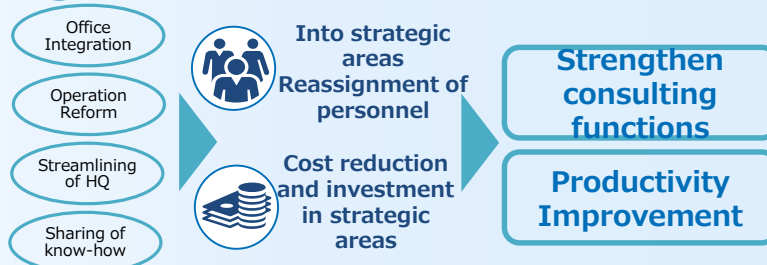 Office
Integration
Operation
Reform
Streamlining
of HQ
Sharing of
know-how
Into strategic
areas
Reassignment of
personnel
Cost reduction
and investment
in strategic
areas
Strengthen
consulting
functions
Productivity
Improvement